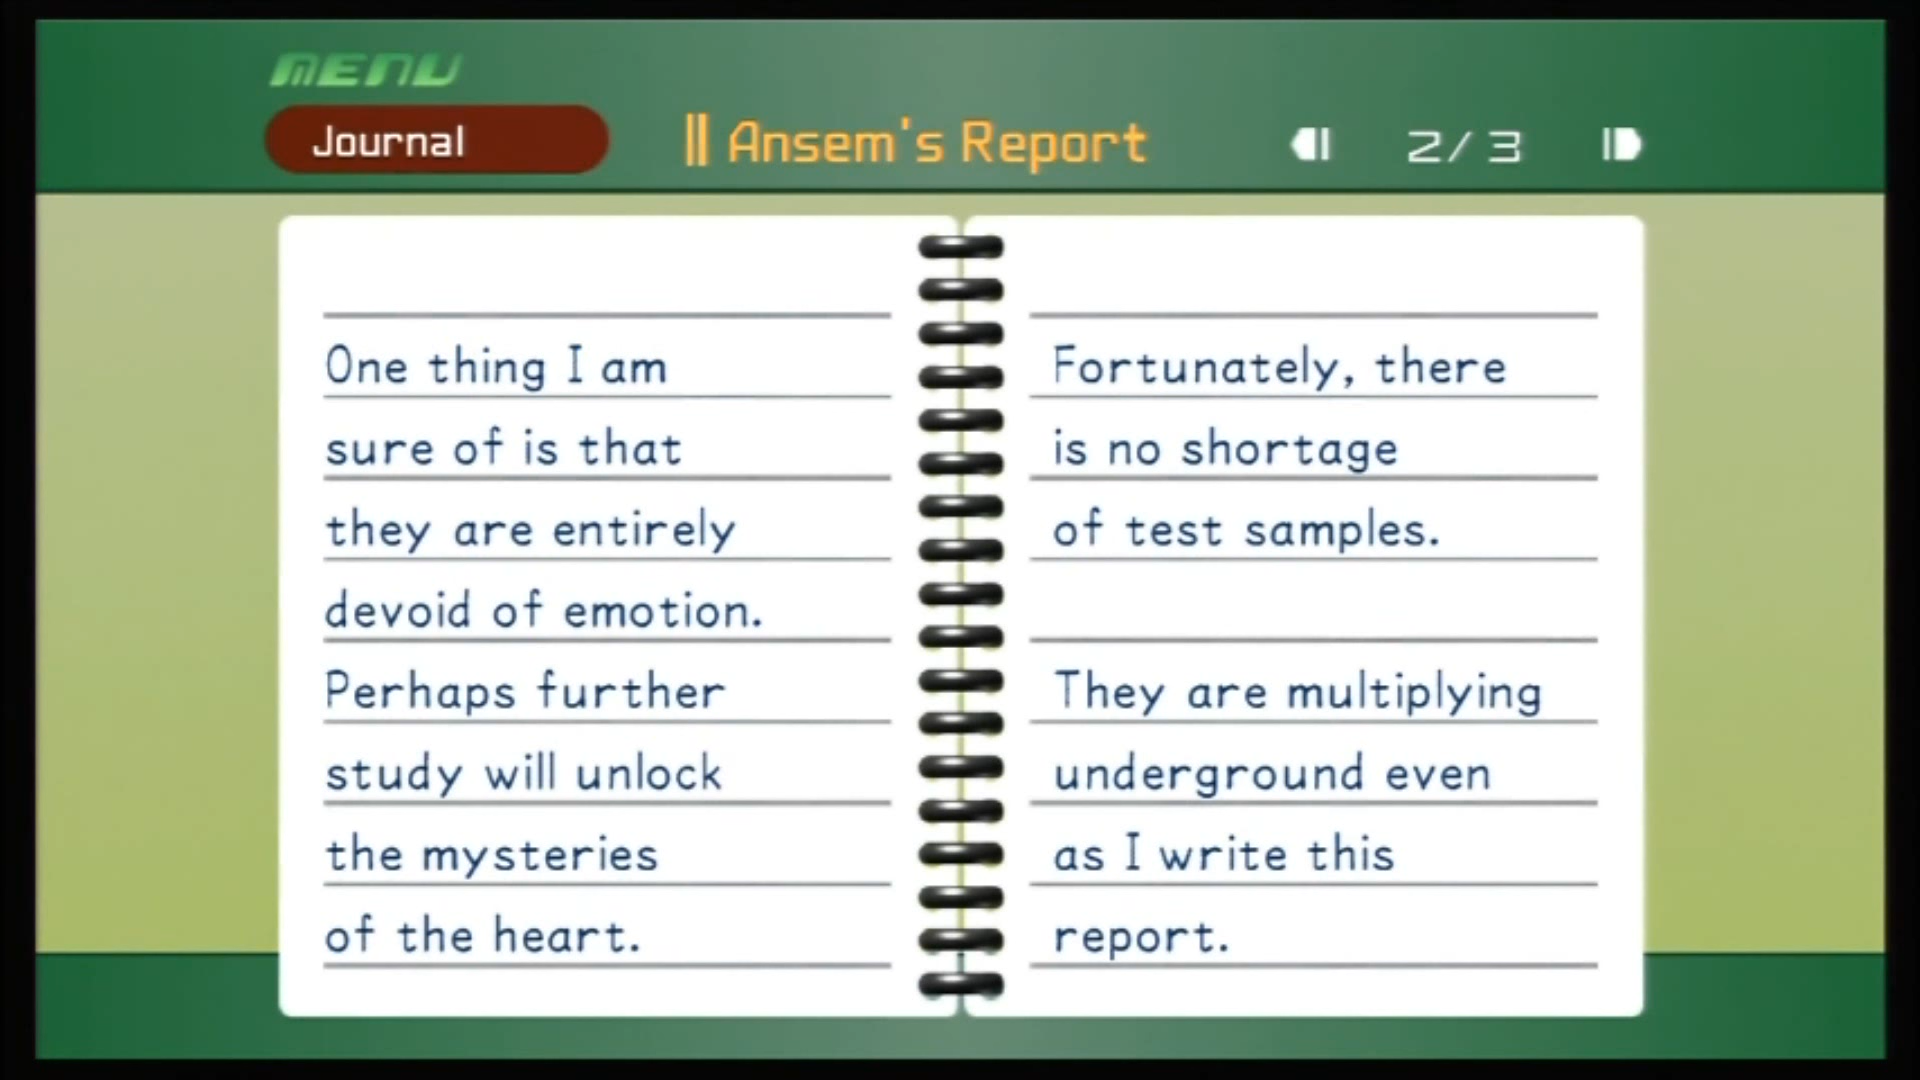 MENU
Journal
Ansem's Report
2/3
One thing I am
sure of is that
they are entirely
devoid of emotion.
Perhaps further
study will unlock
the mysteries
of the heart.
Fortunately, there
is no shortage
of test samples.
They are multiplying
underground even
as I write this
report.